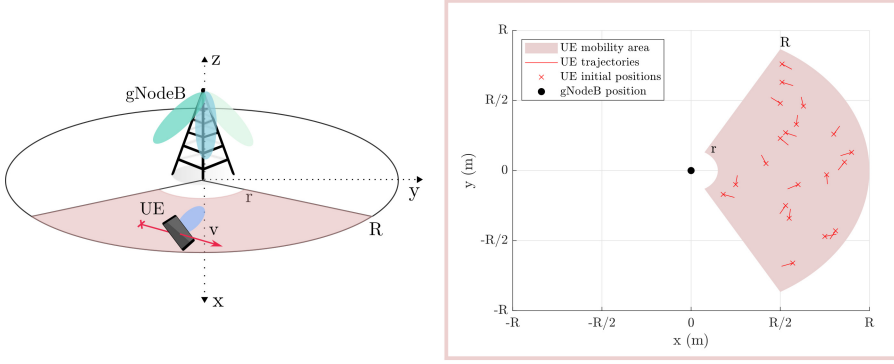 z
gNodeB
y
r
UE
v
R
x
R
UE mobility area
UE trajectories
UE initial positions
gNodeB position
R
R/2
r
y (m)
0
-R/2
-R
-R
-R/2
0
R/2
R
x (m)